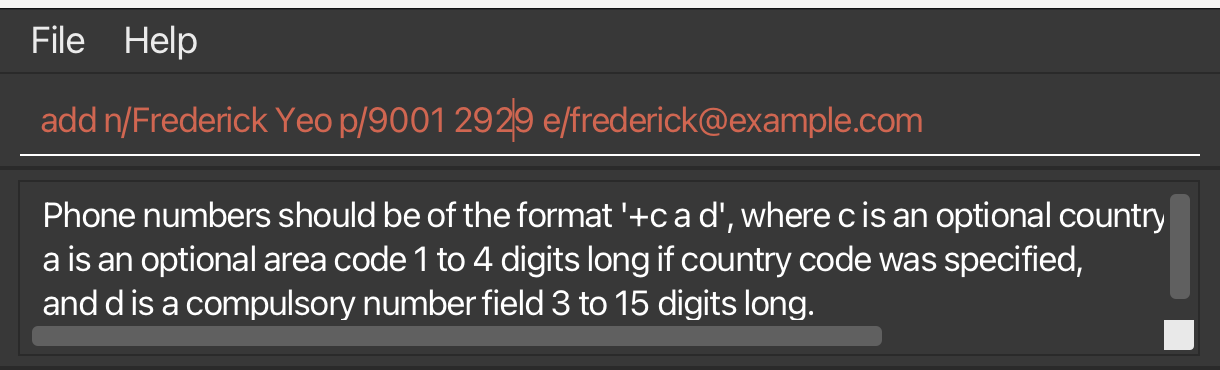 File Help
add n/Frederick Yeo p/9001 2929 e/frederick@example.com
Phone numbers should be of the format '+c a d', where c is an optional country
a is an optional area code 1 to 4 digits long if country code was specified,
and d is a compulsory number field 3 to 15 digits long.